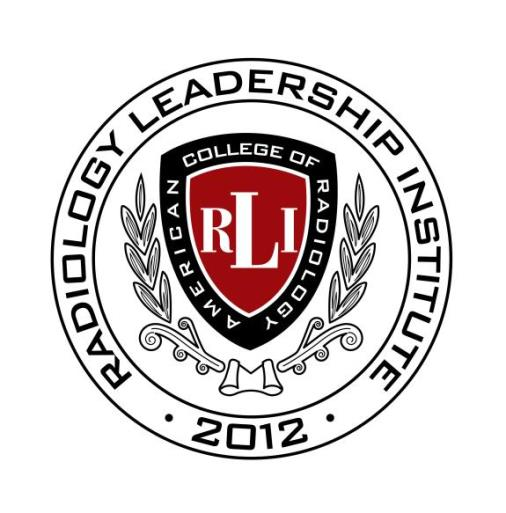 RADIOLOGY LEADERSHIP INSTITUTE
AMERICAN COLLEGE OF RADIOLOGY
RLI
· 2012 ·